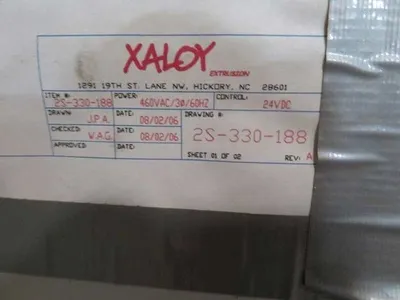 XALOY
EXTRUSION
1291 19TH ST. LANE NW, HICKORY, NC 28601
ITEM #: 2S-330-188 POWER: 460VAC/3Ø/60HZ CONTROL: 24VDC
DRAWN: J.P.A. DATE: 08/02/06 DRAWING #:
CHECKED: W.A.G. DATE: 08/02/06 2S-330-188
APPROVED: DATE: SHEET 01 OF 02 REV: A